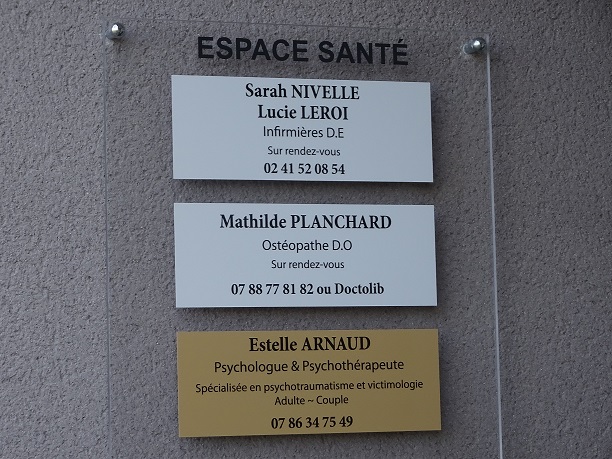 ESPACE SANTÉ
Sarah NIVELLE
Lucie LEROI
Infirmières D.E
Sur rendez-vous
02 41 52 08 54
Mathilde PLANCHARD
Ostéopathe D.O
Sur rendez-vous
07 88 77 81 82 ou Doctolib
Estelle ARNAUD
Psychologue & Psychothérapeute
Spécialisée en psychotraumatisme et victimologie
Adulte ~ Couple
07 86 34 75 49